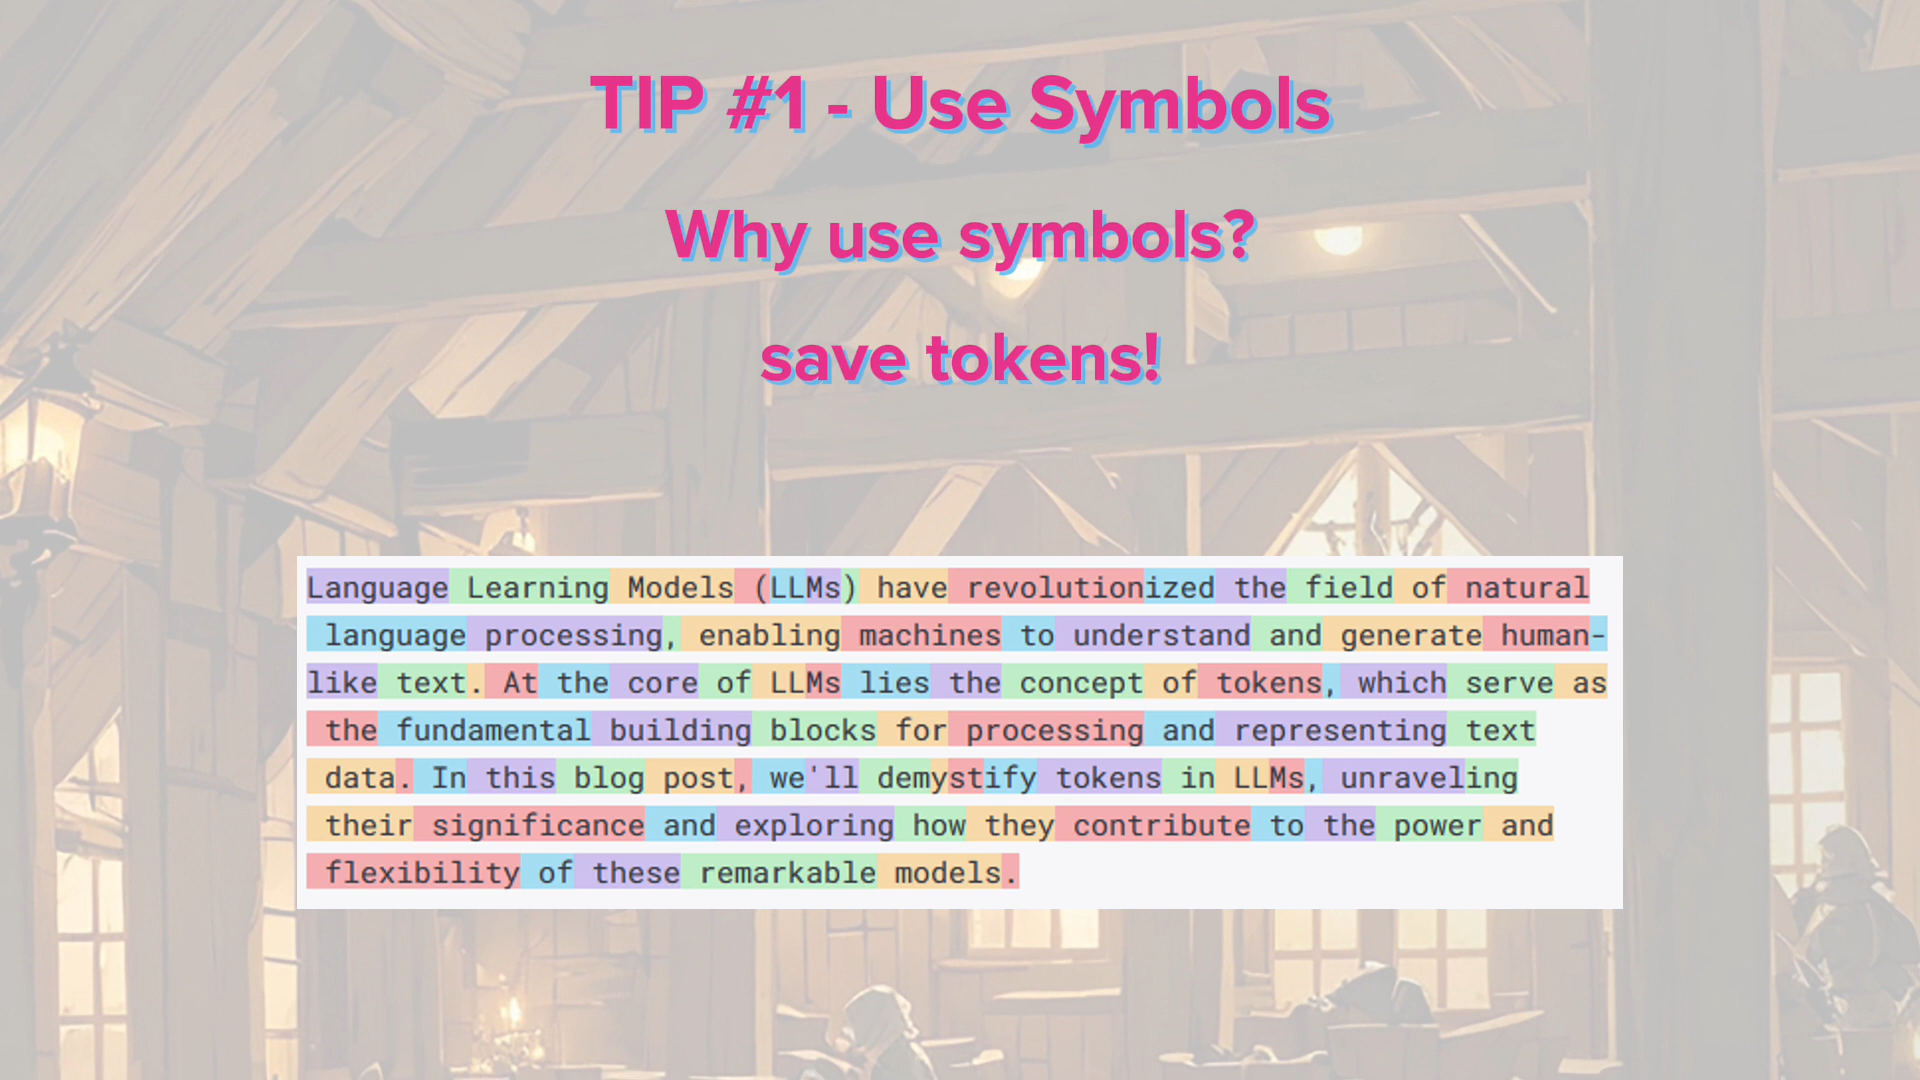 TIP #1 - Use Symbols
Why use symbols?
save tokens!
Language Learning Models (LLMs) have revolutionized the field of natural
language processing, enabling machines to understand and generate human-
like text. At the core of LLMs lies the concept of tokens, which serve as
the fundamental building blocks for processing and representing text
data. In this blog post, we'll demystify tokens in LLMs, unraveling
their significance and exploring how they contribute to the power and
flexibility of these remarkable models.